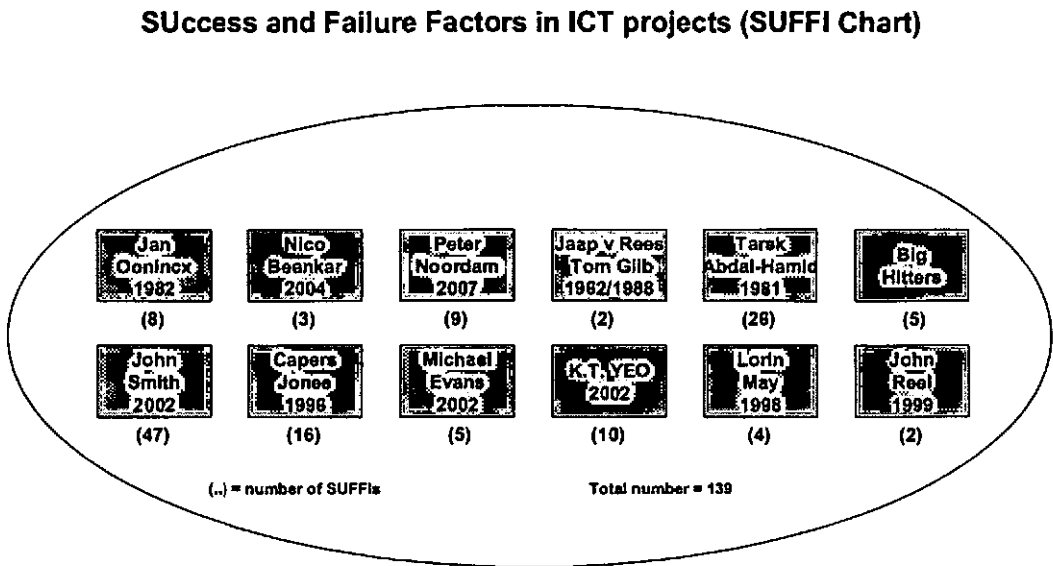 SUccess and Failure Factors in ICT projects (SUFFI Chart)
Jan
Oonincx
1982
(8)
Nico
Beenkar
2004
(3)
Peter
Noordam
2007
(9)
Jaap v Rees
Tom Gilb
1982/1988
(2)
Tarek
Abdal-Hamid
1981
(26)
Big
Hitters
(5)
John
Smith
2002
(47)
Capers
Jones
1996
(16)
Michael
Evans
2002
(5)
K.T. YEO
2002
(10)
Lorin
May
1998
(4)
John
Reel
1999
(2)
(..) = number of SUFFIs
Total number = 139